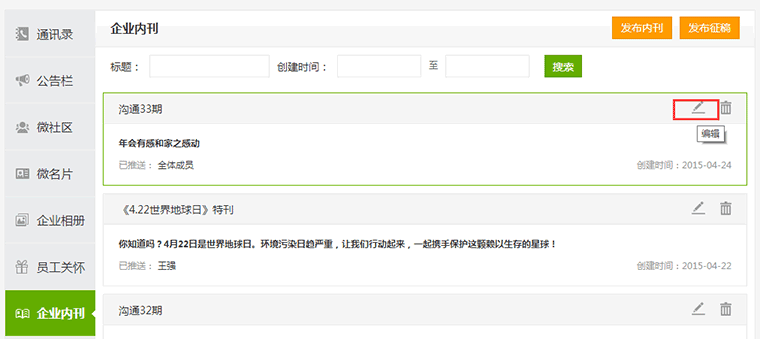 通讯录
公告栏
微社区
微名片
企业相册
员工关怀
企业内刊
企业内刊
发布内刊
发布征稿
标题：
创建时间：
至
搜索
沟通33期
编辑
年会有感和家之感动
已推送： 全体成员
创建时间：2015-04-24
《4.22世界地球日》特刊
你知道吗？4月22日是世界地球日。环境污染日趋严重，让我们行动起来，一起携手保护这颗赖以生存的星球！
已推送： 王强
创建时间：2015-04-22
沟通32期